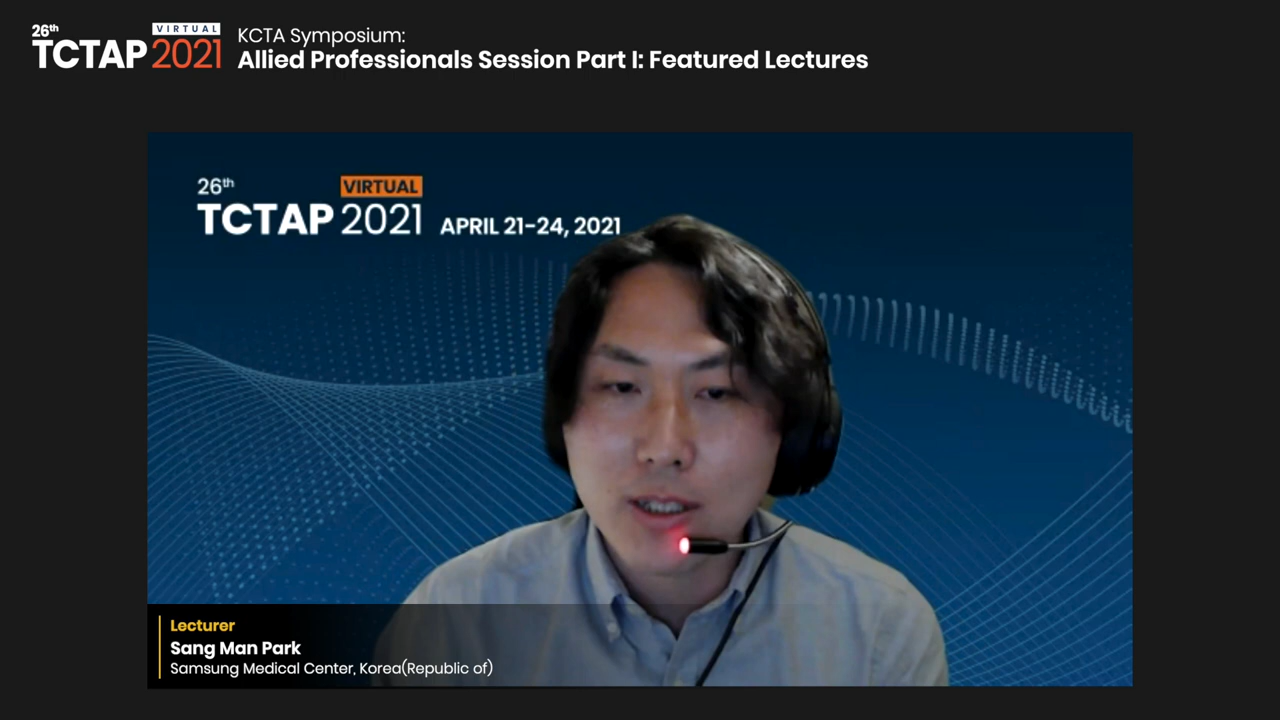 26th VIRTUAL
TCTAP 2021
KCTA Symposium:
Allied Professionals Session Part I: Featured Lectures
26th VIRTUAL
TCTAP 2021 APRIL 21-24, 2021
Lecturer
Sang Man Park
Samsung Medical Center, Korea(Republic of)